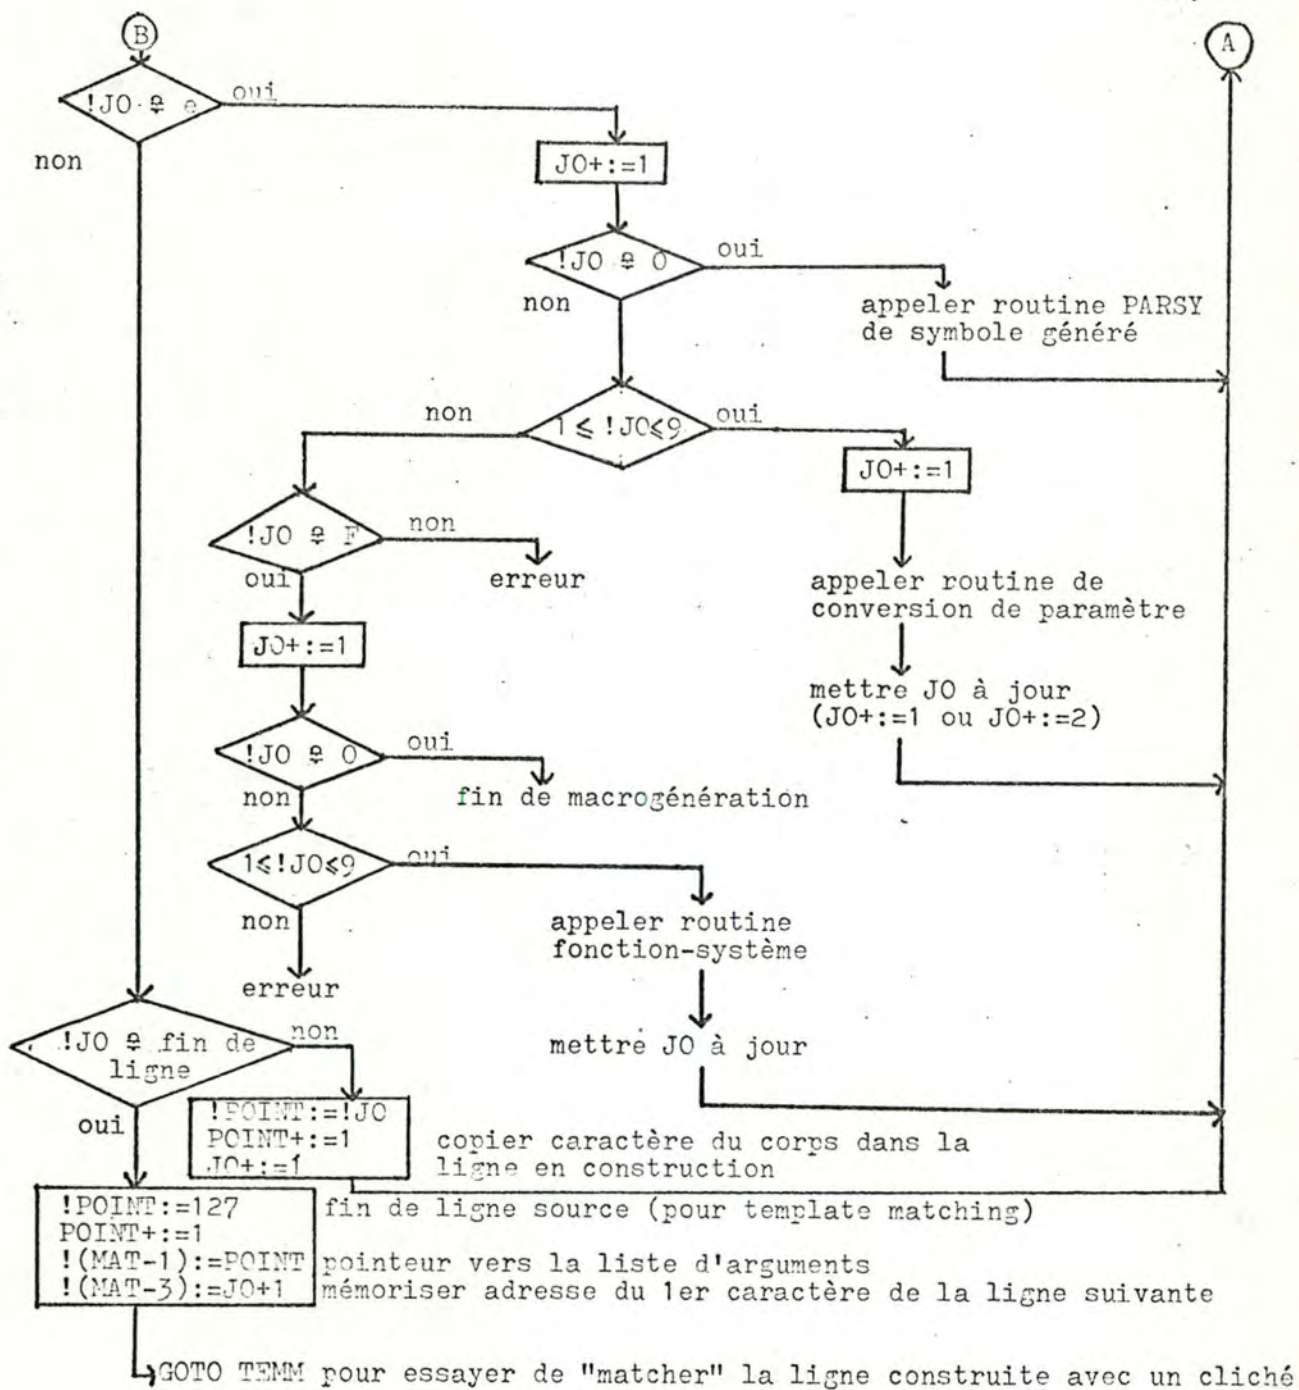 B
A
!JO ≘ e
oui
non
JO+:=1
!JO ≘ 0
oui
non
appeler routine PARSY
de symbole généré
non
1 ≤ !JO≤9
oui
JO+:=1
!JO ≘ F
non
oui
erreur
appeler routine de
conversion de paramètre
JO+:=1
mettre JO à jour
(JO+:=1 ou JO+:=2)
!JO ≘ 0
oui
non
fin de macrogénération
1≤!JO≤9
oui
non
appeler routine
fonction-système
erreur
!JO ≘ fin de
ligne
non
mettre JO à jour
oui
!POINT:=!JO
POINT+:=1
JO+:=1
copier caractère du corps dans la
ligne en construction
!POINT:=127 fin de ligne source (pour template matching)
POINT+:=1
!(MAT-1):=POINT pointeur vers la liste d'arguments
!(MAT-3):=JO+1 mémoriser adresse du 1er caractère de la ligne suivante
GOTO TEMM pour essayer de "matcher" la ligne construite avec un cliché